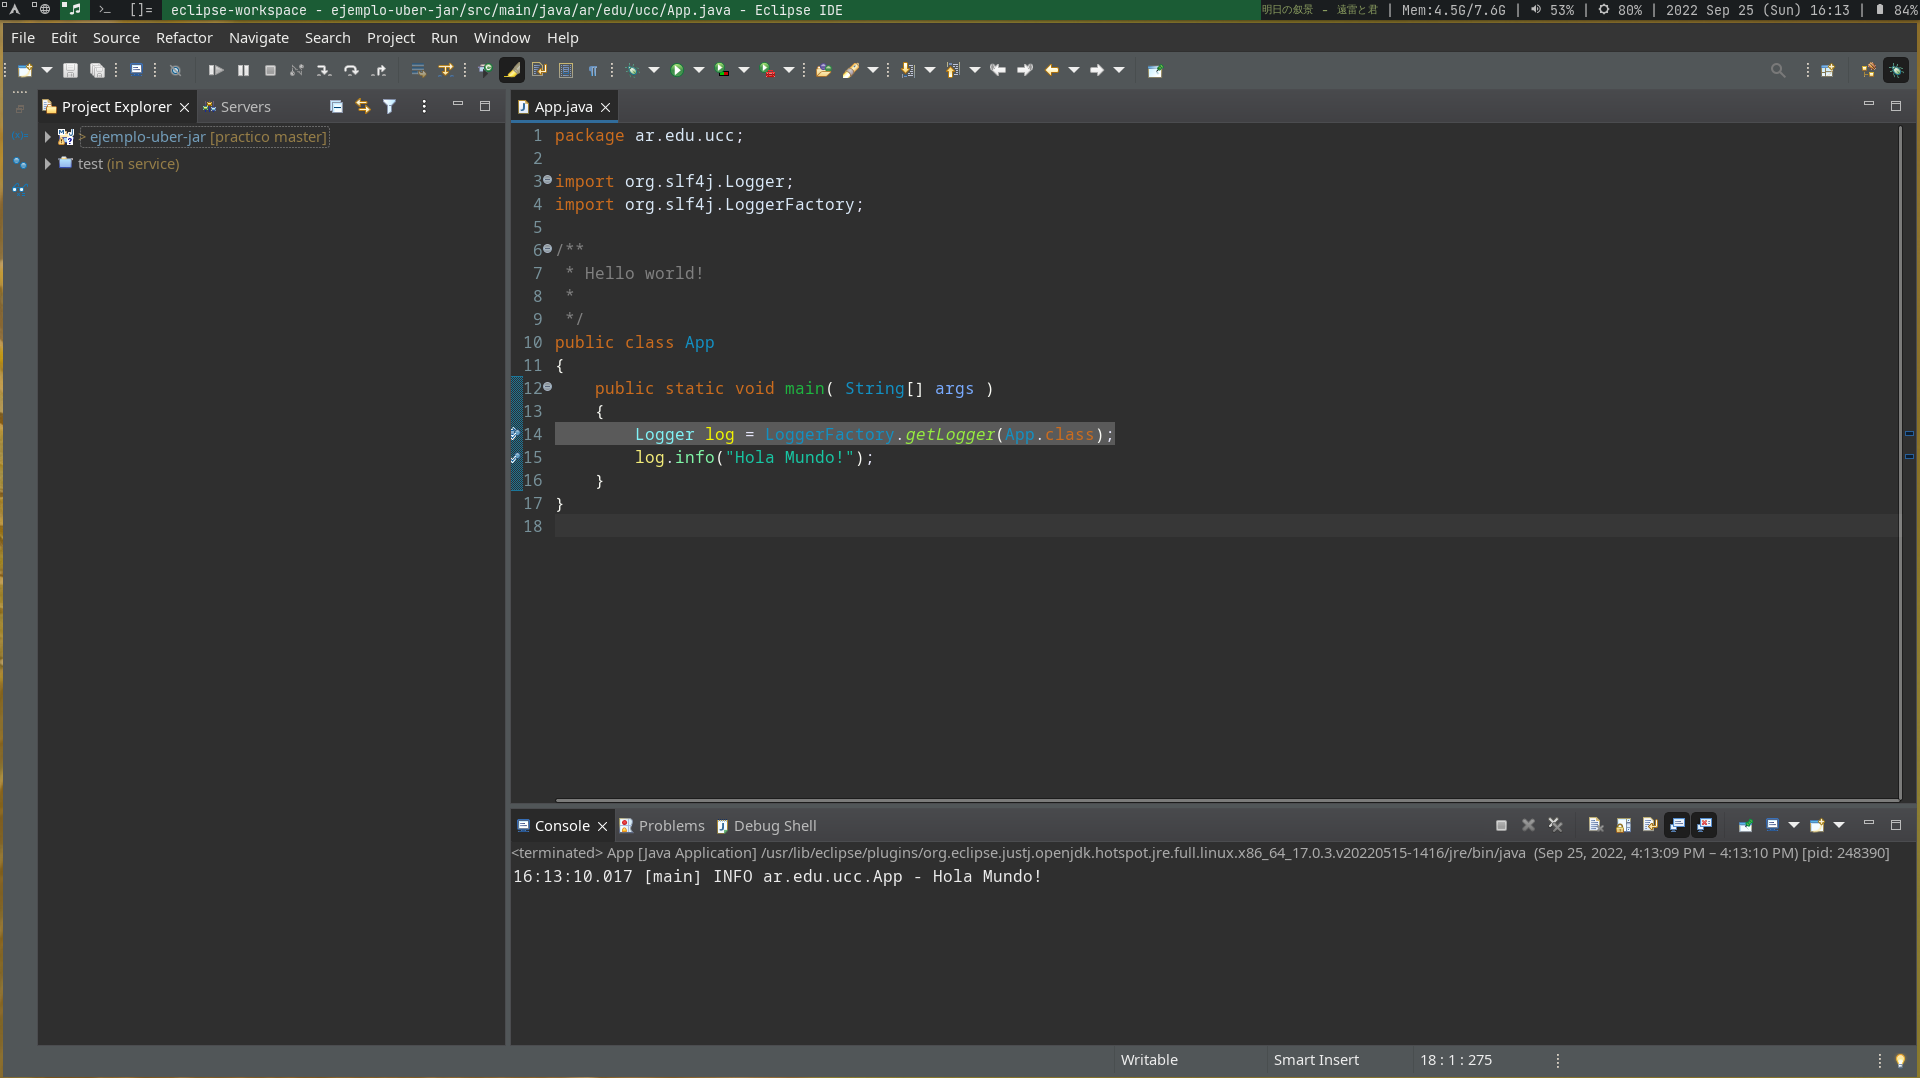 []= eclipse-workspace - ejemplo-uber-jar/src/main/java/ar/edu/ucc/App.java - Eclipse IDE 明日の叙景 - 遠雷と君 | Mem:4.5G/7.6G | 53% | 80% | 2022 Sep 25 (Sun) 16:13 | 84%
File Edit Source Refactor Navigate Search Project Run Window Help
Project Explorer Servers
> ejemplo-uber-jar [practico master]
test (in service)
App.java
1 package ar.edu.ucc;
2
3 import org.slf4j.Logger;
4 import org.slf4j.LoggerFactory;
5
6 /**
7 * Hello world!
8 *
9 */
10 public class App
11 {
12 public static void main( String[] args )
13 {
14 Logger log = LoggerFactory.getLogger(App.class);
15 log.info("Hola Mundo!");
16 }
17 }
18
Console Problems Debug Shell
<terminated> App [Java Application] /usr/lib/eclipse/plugins/org.eclipse.justj.openjdk.hotspot.jre.full.linux.x86_64_17.0.3.v20220515-1416/jre/bin/java (Sep 25, 2022, 4:13:09 PM – 4:13:10 PM) [pid: 248390]
16:13:10.017 [main] INFO ar.edu.ucc.App - Hola Mundo!
Writable Smart Insert 18 : 1 : 275